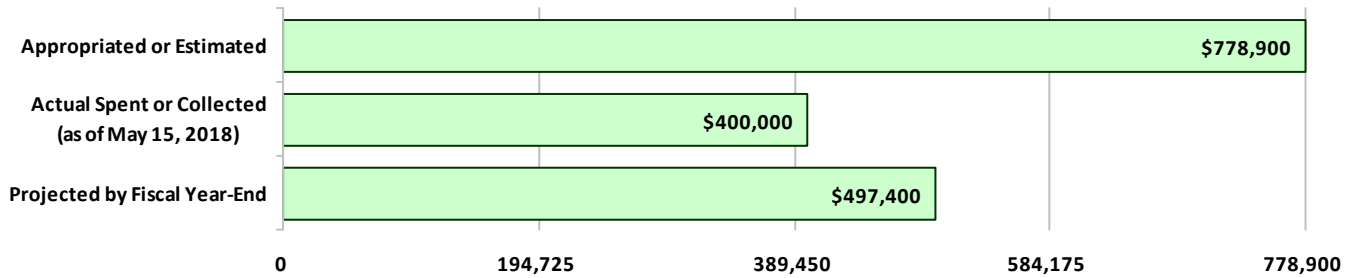 Appropriated or Estimated
$778,900
Actual Spent or Collected
(as of May 15, 2018)
$400,000
Projected by Fiscal Year-End
$497,400
0 194,725 389,450 584,175 778,900